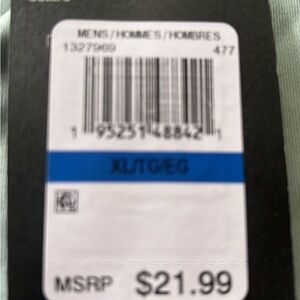 MENS/HOMMES/HOMBRES
1327969 477
1 95251 48842 1
XL/TG/EG
MSRP $21.99